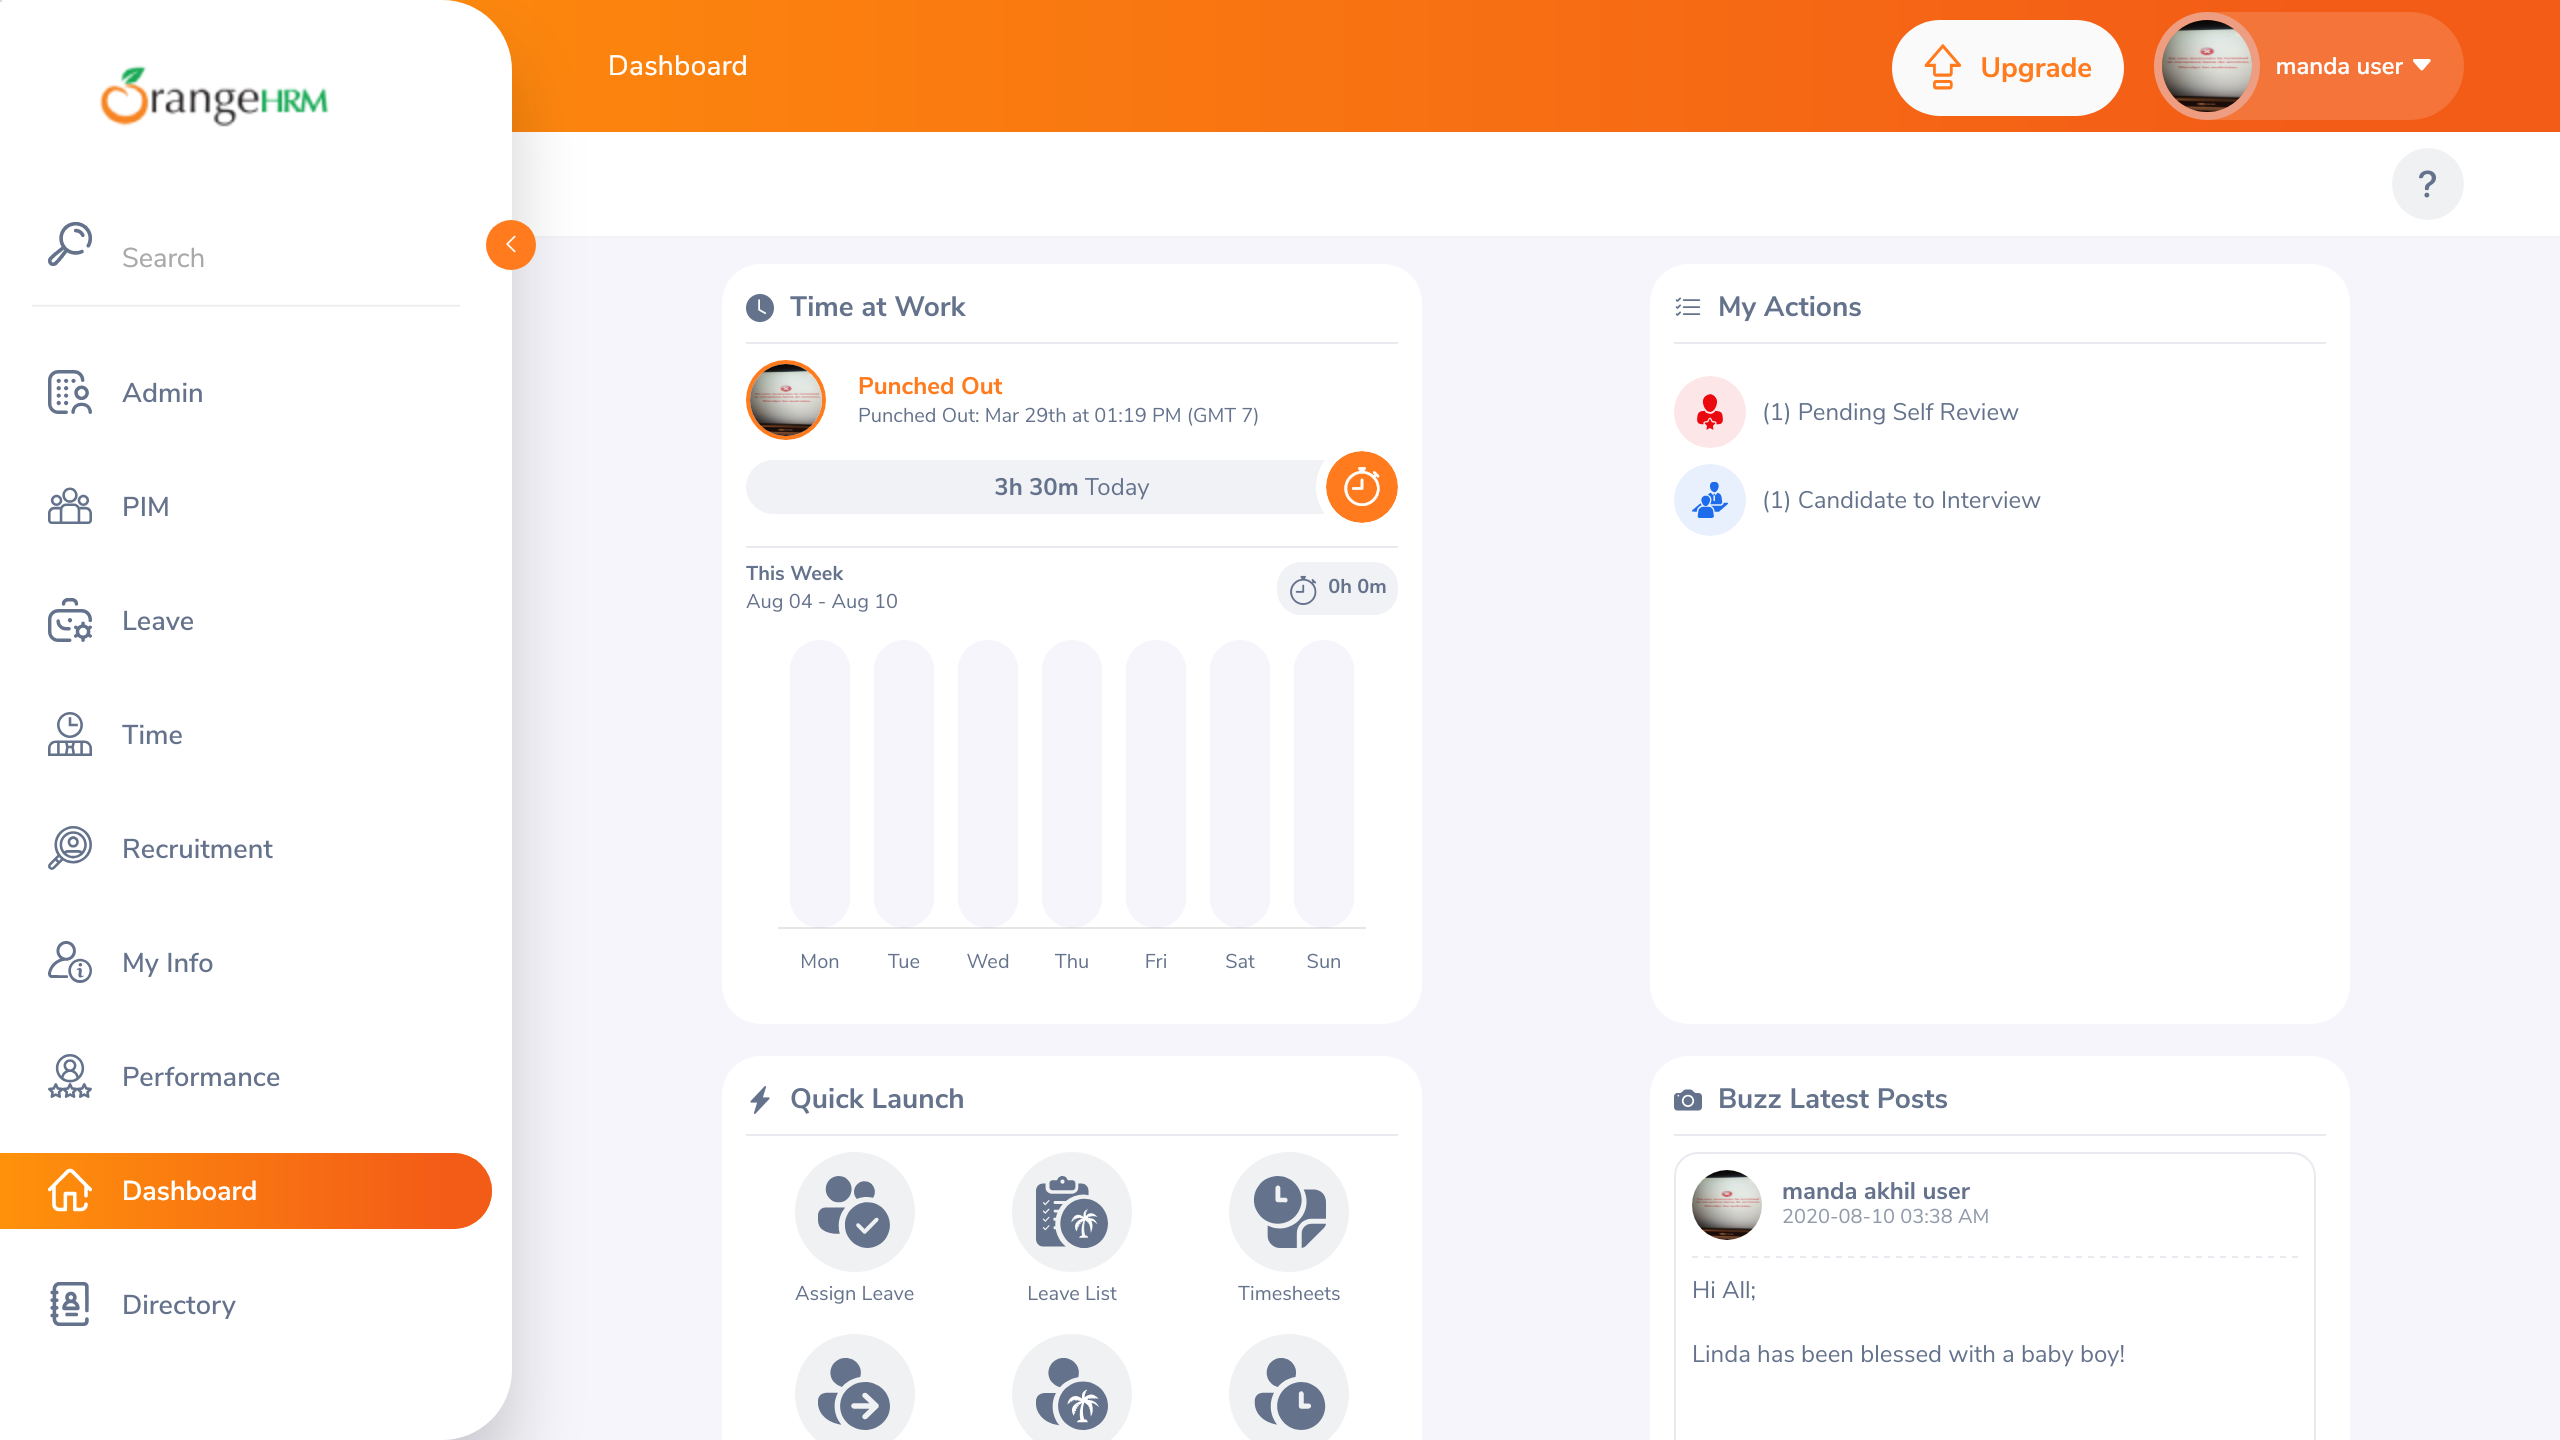 OrangeHRM
Search
Admin
PIM
Leave
Time
Recruitment
My Info
Performance
Dashboard
Directory
Dashboard
Upgrade
manda user
?
Time at Work
Punched Out
Punched Out: Mar 29th at 01:19 PM (GMT 7)
3h 30m Today
This Week
Aug 04 - Aug 10
0h 0m
Mon Tue Wed Thu Fri Sat Sun
My Actions
(1) Pending Self Review
(1) Candidate to Interview
Quick Launch
Assign Leave
Leave List
Timesheets
Buzz Latest Posts
manda akhil user
2020-08-10 03:38 AM
Hi All;
Linda has been blessed with a baby boy!